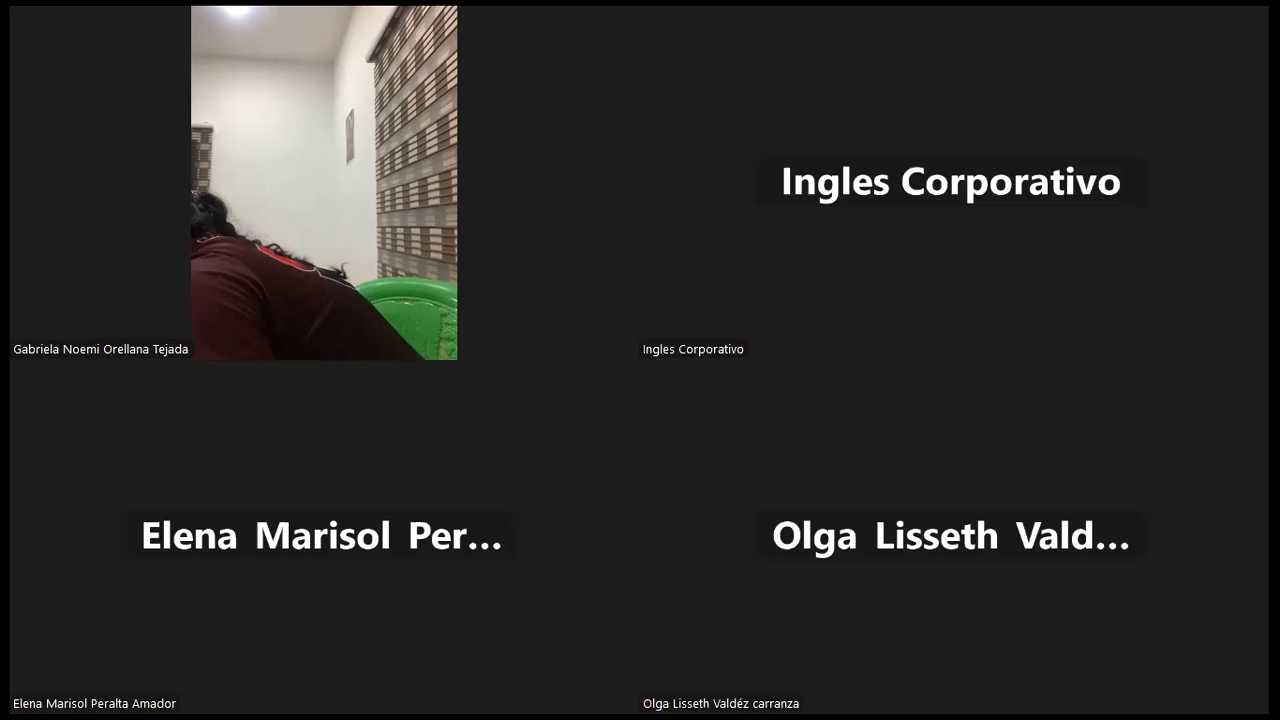 Ingles Corporativo
Gabriela Noemi Orellana Tejada
Ingles Corporativo
Elena Marisol Per...
Olga Lisseth Vald...
Elena Marisol Peralta Amador
Olga Lisseth Valdéz carranza